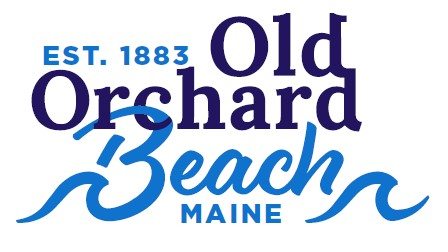 EST. 1883 Old
Orchard
Beach
MAINE